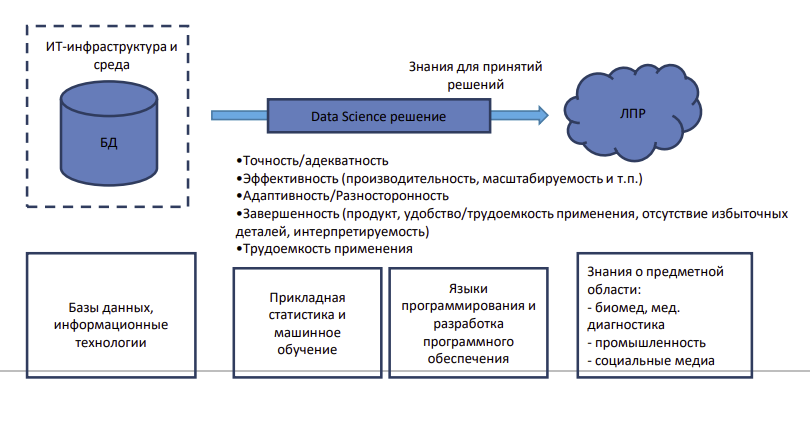 ИТ-инфраструктура и
среда
БД
Знания для принятий
решений
Data Science решение
ЛПР
•Точность/адекватность
•Эффективность (производительность, масштабируемость и т.п.)
•Адаптивность/Разносторонность
•Завершенность (продукт, удобство/трудоемкость применения, отсутствие избыточных
деталей, интерпретируемость)
•Трудоемкость применения
Базы данных,
информационные
технологии
Прикладная
статистика и
машинное
обучение
Языки
программирования и
разработка
программного
обеспечения
Знания о предметной
области:
- биомед, мед.
диагностика
- промышленность
- социальные медиа